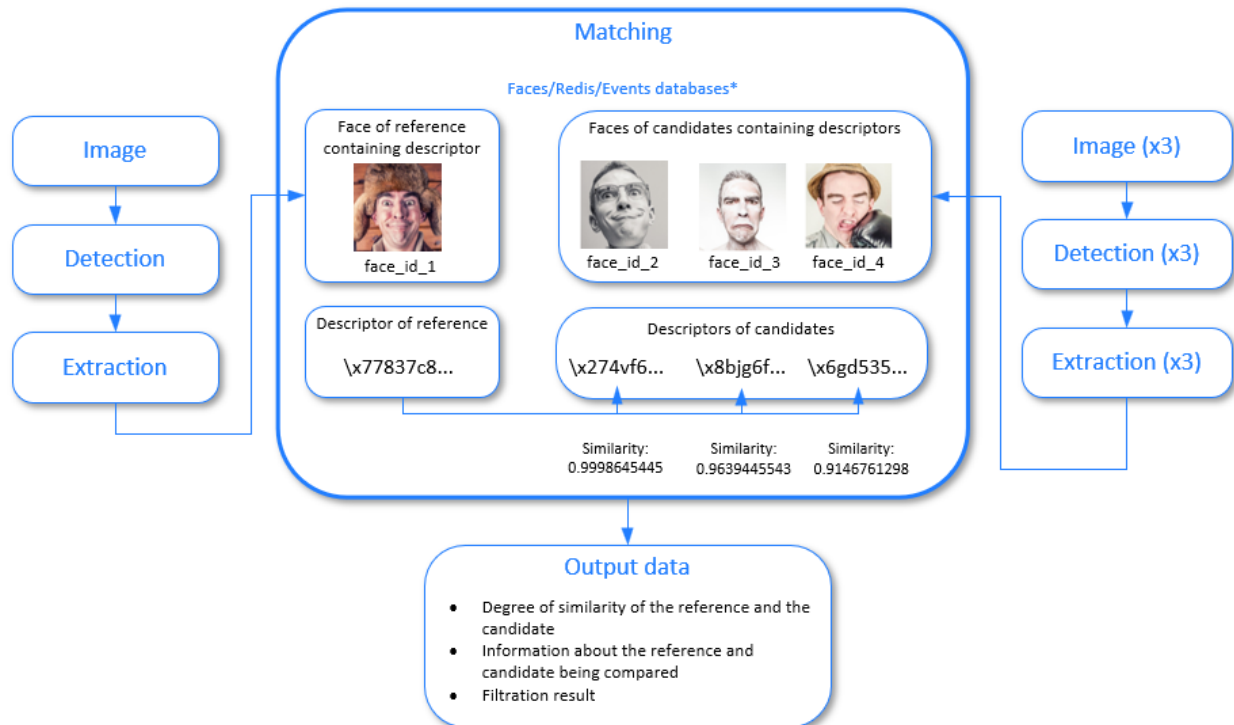 Matching
Faces/Redis/Events databases*
Image
Detection
Extraction
Face of reference
containing descriptor
face_id_1
Faces of candidates containing descriptors
face_id_2
face_id_3
face_id_4
Descriptor of reference
\x77837c8...
Descriptors of candidates
\x274vf6...
\x8bjg6f...
\x6gd535...
Similarity:
0.9998645445
Similarity:
0.9639445543
Similarity:
0.9146761298
Image (x3)
Detection (x3)
Extraction (x3)
Output data
• Degree of similarity of the reference and the
candidate
• Information about the reference and
candidate being compared
• Filtration result